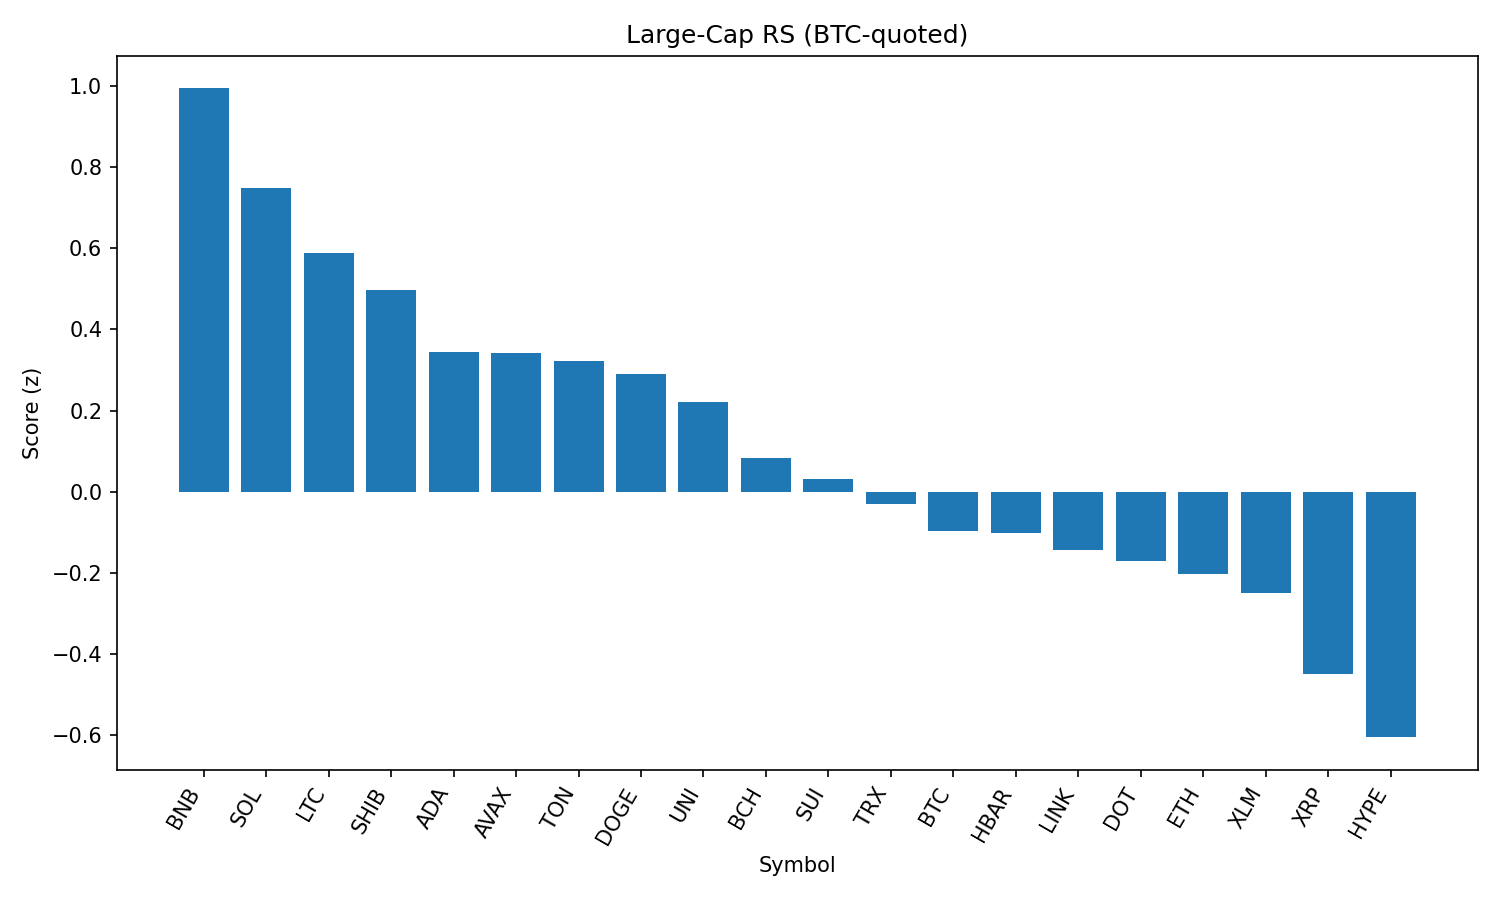 Large-Cap RS (BTC-quoted)
Score (z)
1.0
0.8
0.6
0.4
0.2
0.0
−0.2
−0.4
−0.6
BNB
SOL
LTC
SHIB
ADA
AVAX
TON
DOGE
UNI
BCH
SUI
TRX
BTC
HBAR
LINK
DOT
ETH
XLM
XRP
HYPE
Symbol